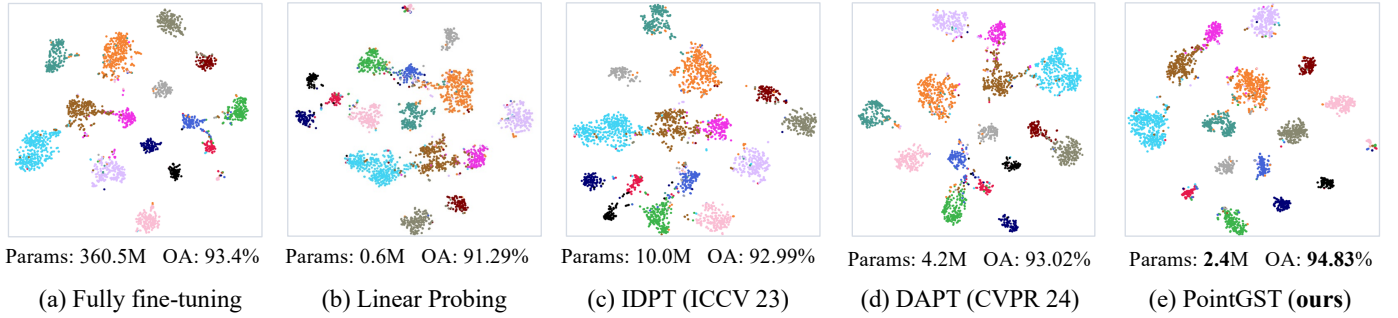 Params: 360.5M OA: 93.4%
(a) Fully fine-tuning
Params: 0.6M OA: 91.29%
(b) Linear Probing
Params: 10.0M OA: 92.99%
(c) IDPT (ICCV 23)
Params: 4.2M OA: 93.02%
(d) DAPT (CVPR 24)
Params: 2.4M OA: 94.83%
(e) PointGST (ours)